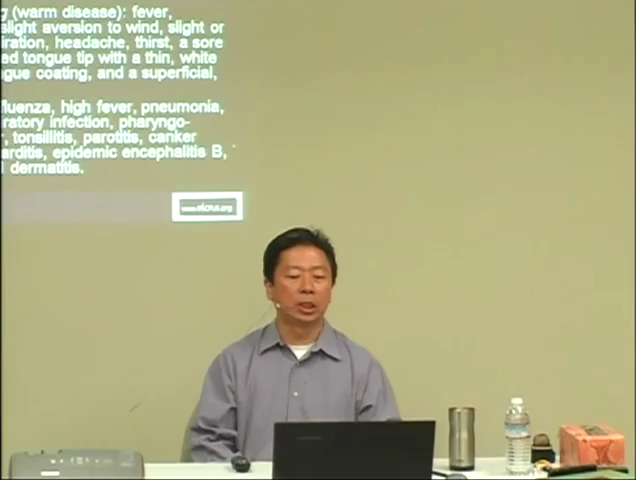 (warm disease): fever,
slight aversion to wind, slight or
iration, headache, thirst, a sore
ed tongue tip with a thin, white
gue coating, and a superficial,
fluenza, high fever, pneumonia,
ratory infection, pharyngo-
, tonsillitis, parotitis, canker
arditis, epidemic encephalitis B,
dermatitis.